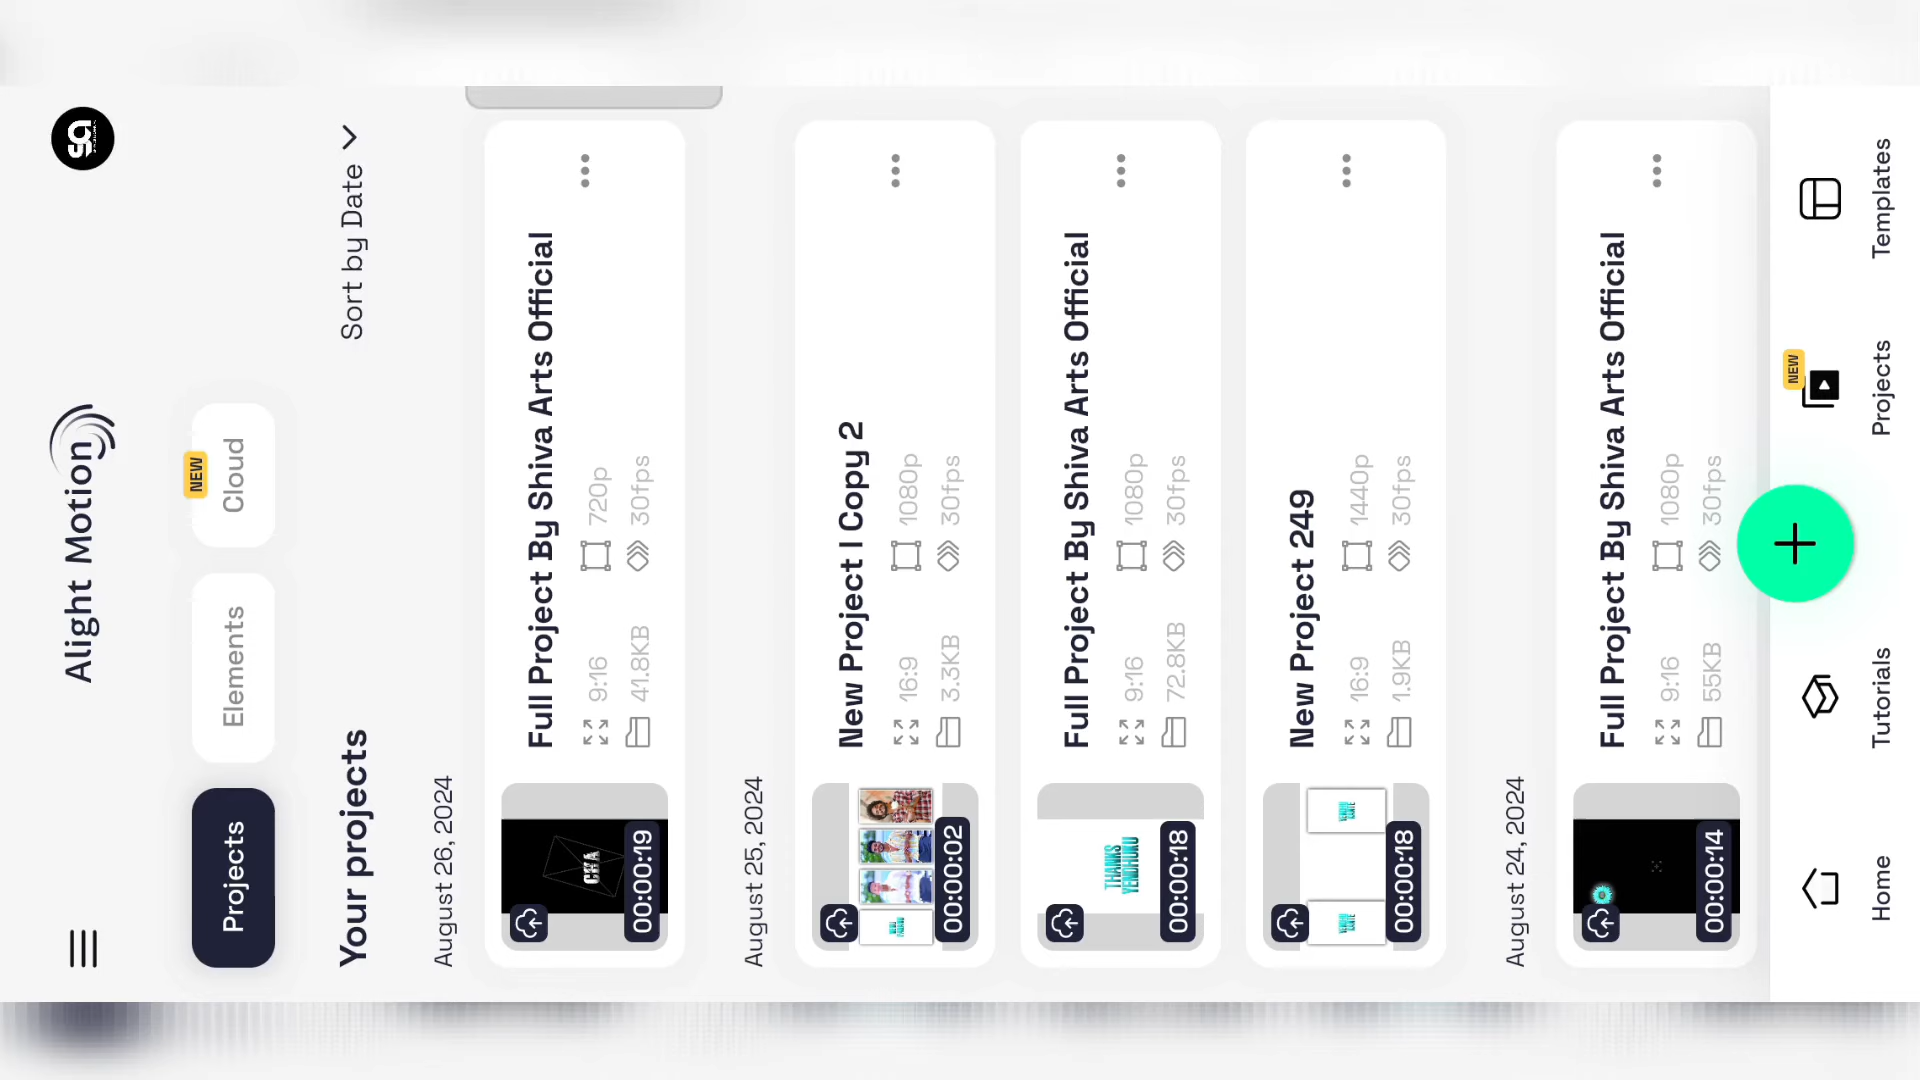 Alight Motion
Projects
Elements
Cloud
NEW
Your projects
Sort by Date
August 26, 2024
Full Project By Shiva Arts Official
9:16
720p
41.8KB
30fps
CHA
00:00:19
August 25, 2024
New Project | Copy 2
16:9
1080p
3.3KB
30fps
00:00:02
Full Project By Shiva Arts Official
9:16
1080p
72.8KB
30fps
THANKS
YENDHUKU
00:00:18
New Project 249
16:9
1440p
1.9KB
30fps
00:00:18
August 24, 2024
Full Project By Shiva Arts Official
9:16
1080p
55KB
30fps
00:00:14
Home
Tutorials
Projects
NEW
Templates